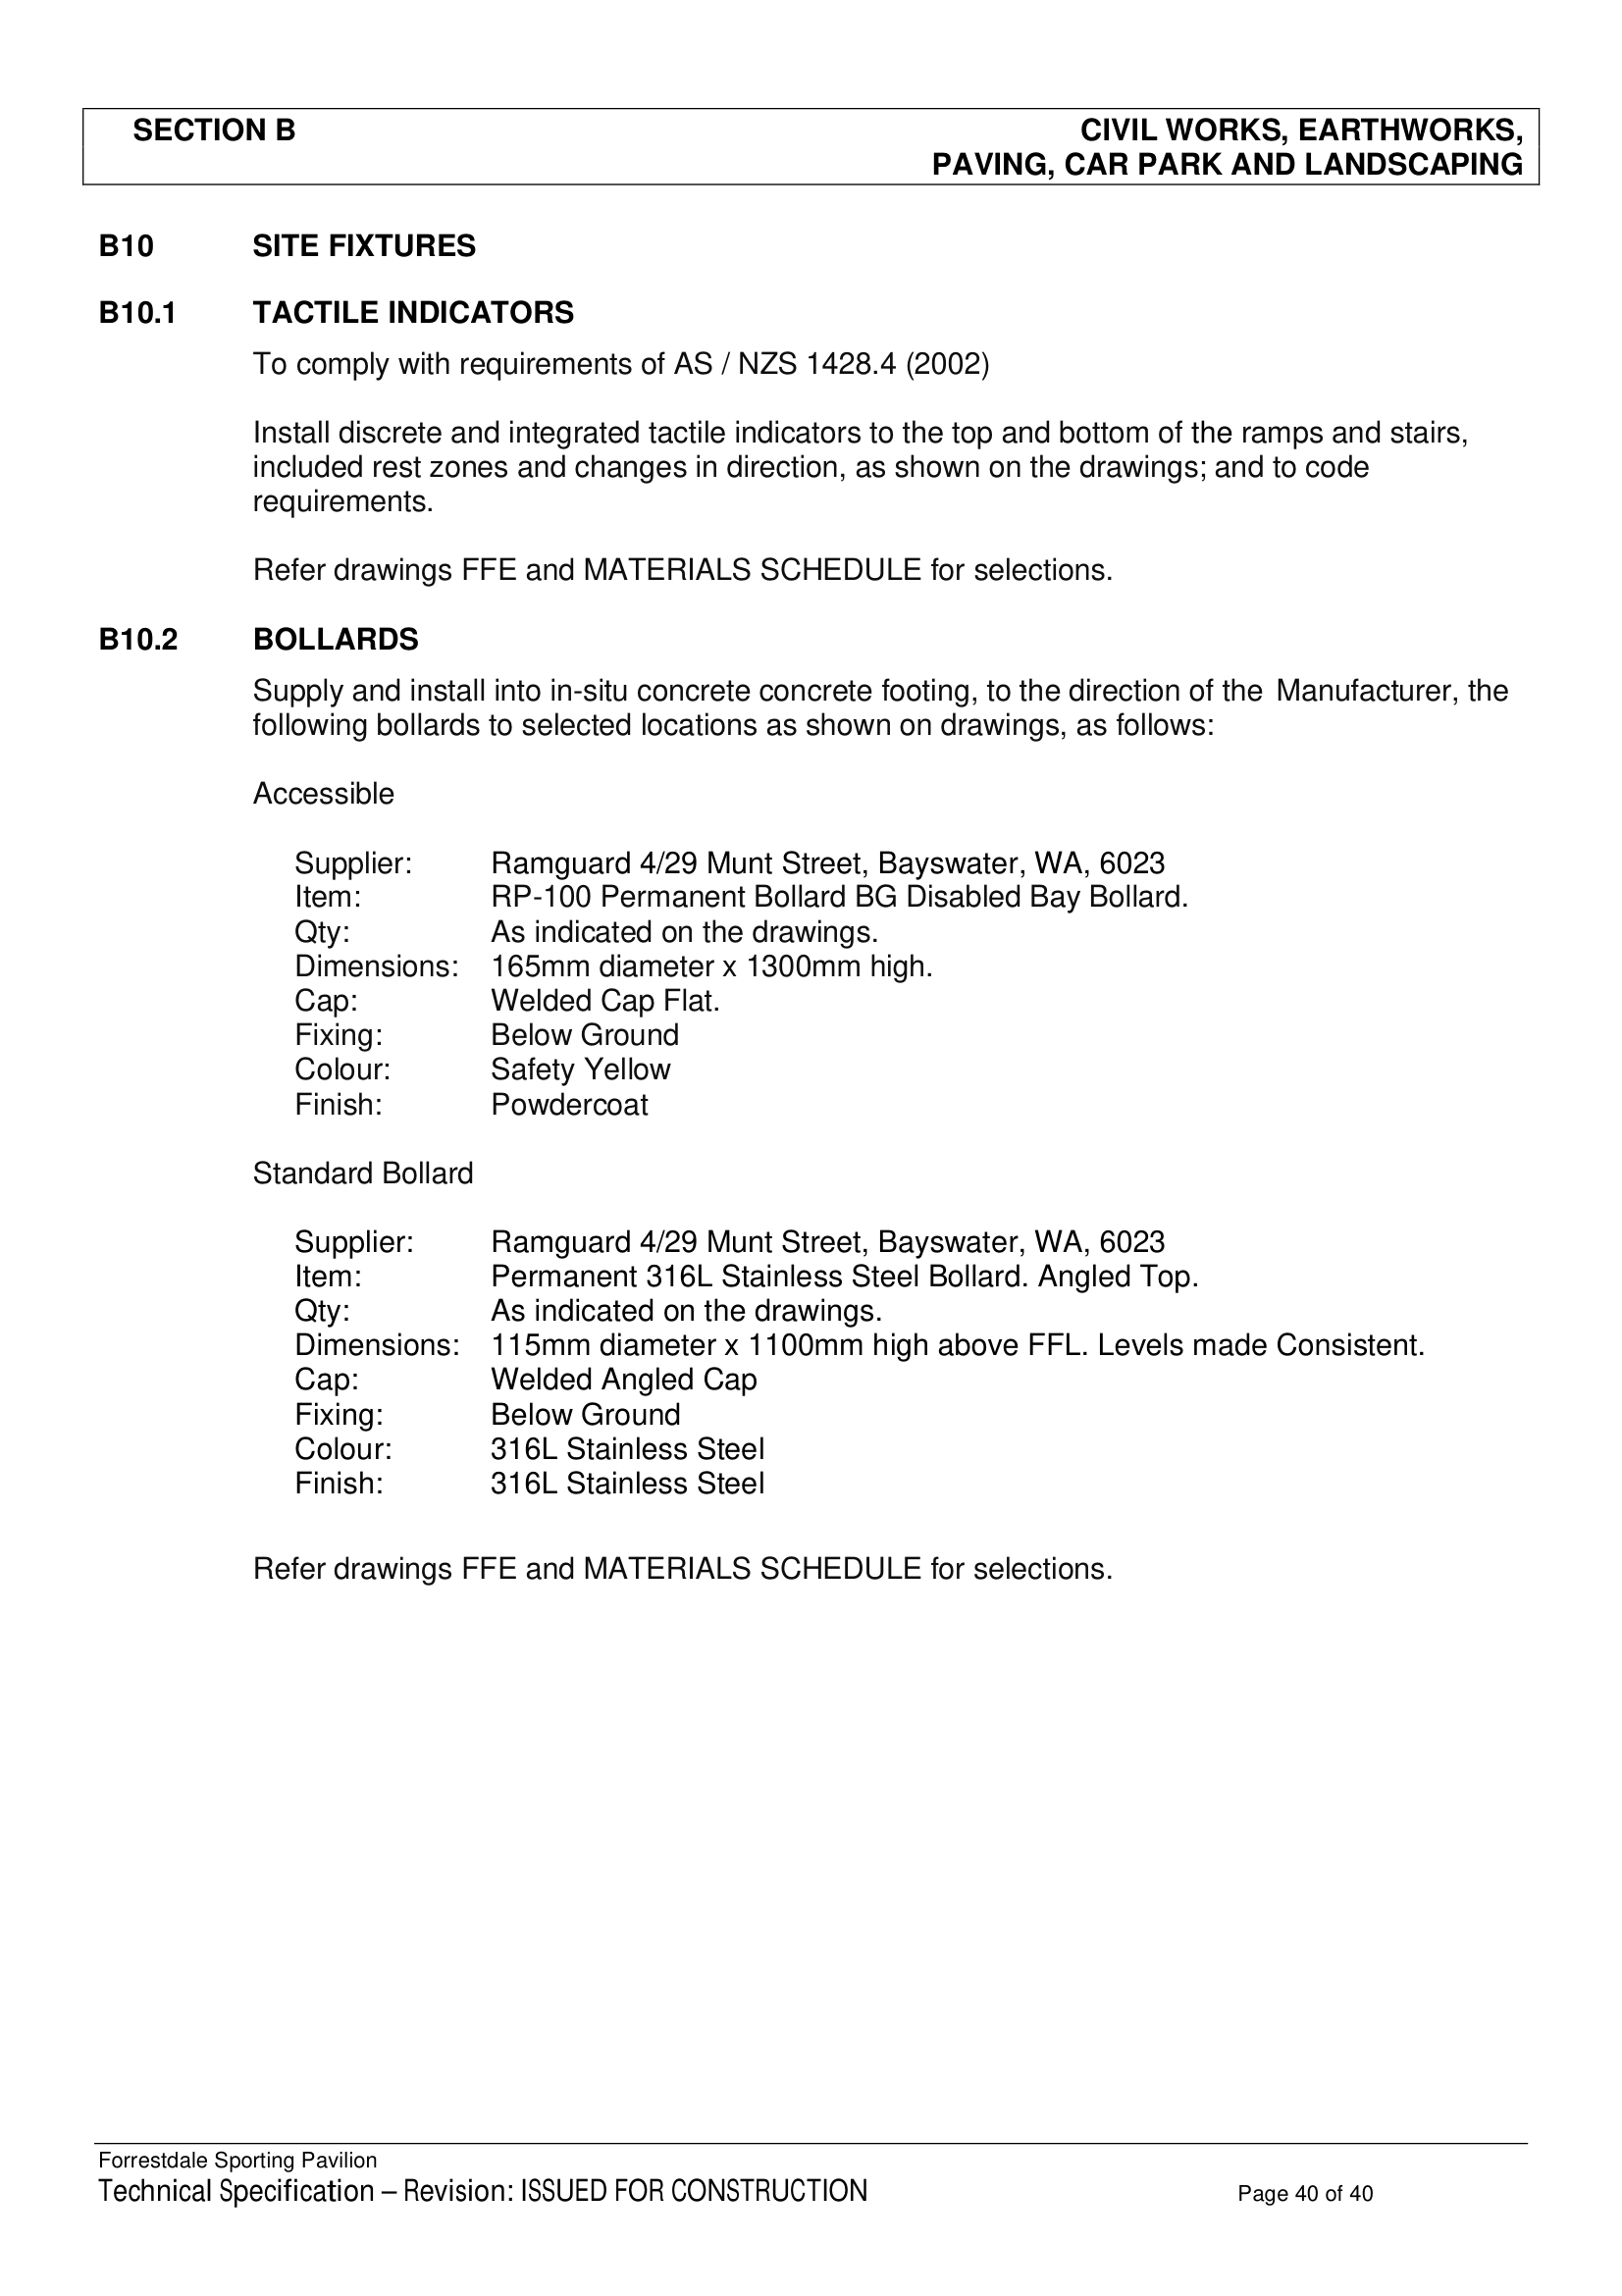 SECTION B
CIVIL WORKS, EARTHWORKS,
PAVING, CAR PARK AND LANDSCAPING
B10 SITE FIXTURES
B10.1 TACTILE INDICATORS
To comply with requirements of AS / NZS 1428.4 (2002)
Install discrete and integrated tactile indicators to the top and bottom of the ramps and stairs,
included rest zones and changes in direction, as shown on the drawings; and to code
requirements.
Refer drawings FFE and MATERIALS SCHEDULE for selections.
B10.2 BOLLARDS
Supply and install into in-situ concrete concrete footing, to the direction of the Manufacturer, the
following bollards to selected locations as shown on drawings, as follows:
Accessible
Supplier: Ramguard 4/29 Munt Street, Bayswater, WA, 6023
Item: RP-100 Permanent Bollard BG Disabled Bay Bollard.
Qty: As indicated on the drawings.
Dimensions: 165mm diameter x 1300mm high.
Cap: Welded Cap Flat.
Fixing: Below Ground
Colour: Safety Yellow
Finish: Powdercoat
Standard Bollard
Supplier: Ramguard 4/29 Munt Street, Bayswater, WA, 6023
Item: Permanent 316L Stainless Steel Bollard. Angled Top.
Qty: As indicated on the drawings.
Dimensions: 115mm diameter x 1100mm high above FFL. Levels made Consistent.
Cap: Welded Angled Cap
Fixing: Below Ground
Colour: 316L Stainless Steel
Finish: 316L Stainless Steel
Refer drawings FFE and MATERIALS SCHEDULE for selections.
Forrestdale Sporting Pavilion
Technical Specification – Revision: ISSUED FOR CONSTRUCTION Page 40 of 40